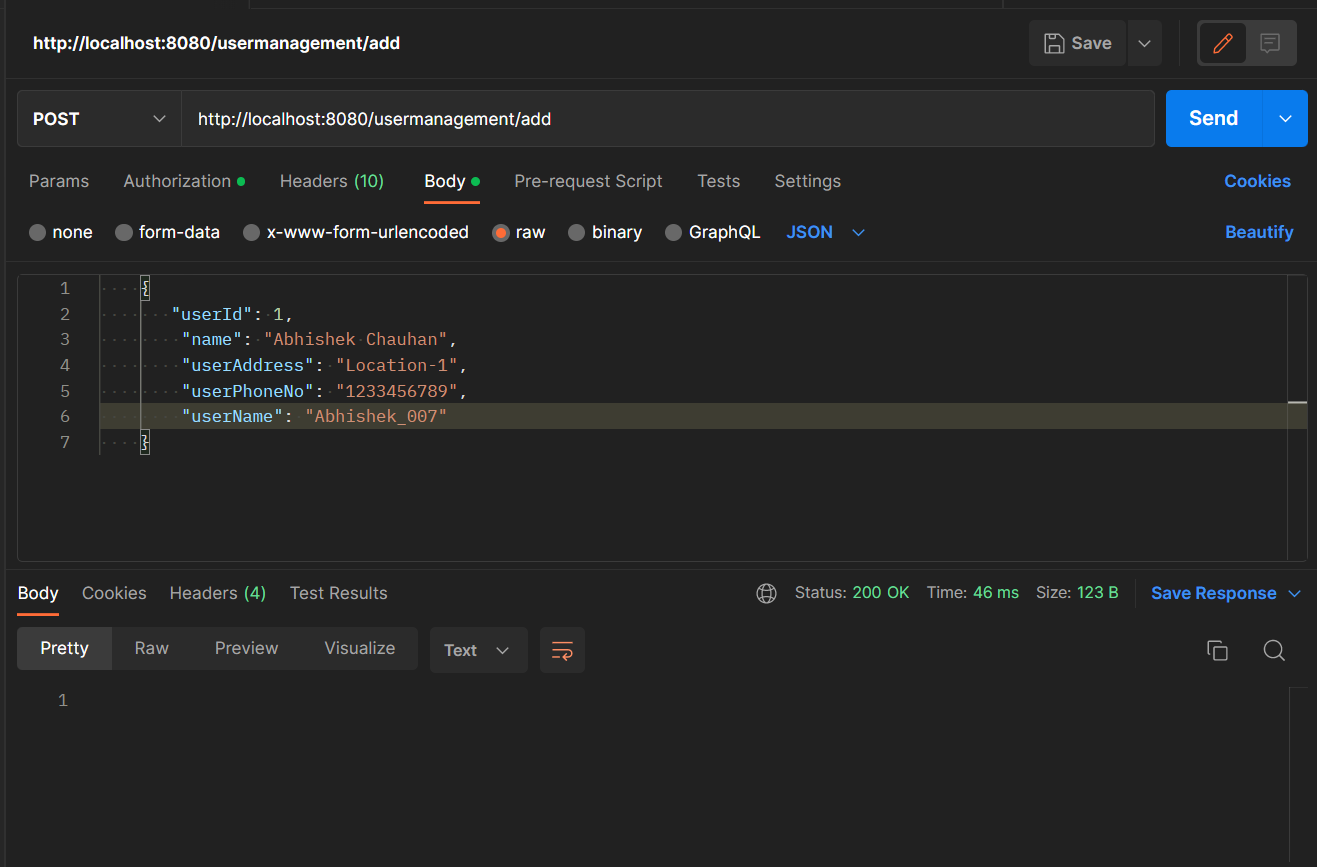 http://localhost:8080/usermanagement/add
Save
POST
http://localhost:8080/usermanagement/add
Send
Params Authorization Headers (10) Body Pre-request Script Tests Settings Cookies
none form-data x-www-form-urlencoded raw binary GraphQL JSON Beautify
1 {
2 "userId": 1,
3 "name": "Abhishek Chauhan",
4 "userAddress": "Location-1",
5 "userPhoneNo": "1233456789",
6 "userName": "Abhishek_007"
7 }
Body Cookies Headers (4) Test Results Status: 200 OK Time: 46 ms Size: 123 B Save Response
Pretty Raw Preview Visualize Text
1